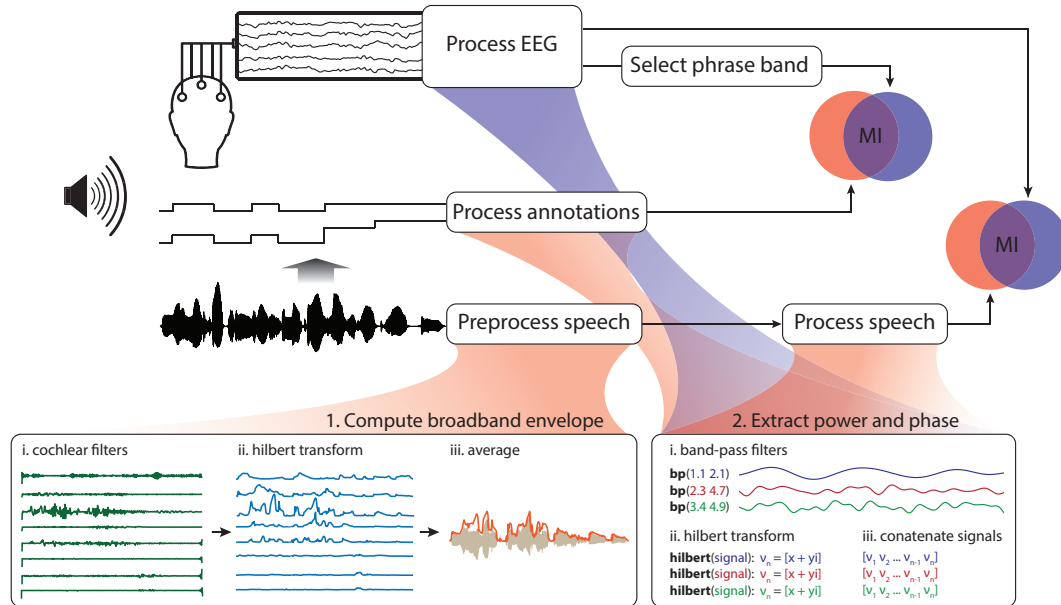 Process EEG
Select phrase band
MI
Process annotations
MI
Preprocess speech
Process speech
1. Compute broadband envelope
2. Extract power and phase
i. cochlear filters
ii. hilbert transform
iii. average
i. band-pass filters
bp(1.1 2.1)
bp(2.3 4.7)
bp(3.4 4.9)
ii. hilbert transform
iii. conatenate signals
hilbert(signal): vₙ = [x + yi]
[v₁ v₂ ... vₙ₋₁ vₙ]
hilbert(signal): vₙ = [x + yi]
[v₁ v₂ ... vₙ₋₁ vₙ]
hilbert(signal): vₙ = [x + yi]
[v₁ v₂ ... vₙ₋₁ vₙ]